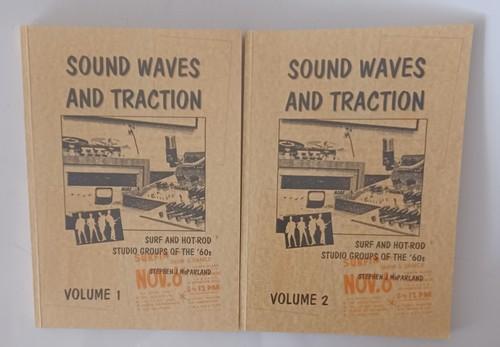 SOUND WAVES
AND TRACTION
SURF AND HOT-ROD
STUDIO GROUPS OF THE '60s
SURFIN
NOV.6
STEPHEN J. McPARLAND
VOLUME 1
SOUND WAVES
AND TRACTION
SURF AND HOT-ROD
STUDIO GROUPS OF THE '60s
SURFIN
NOV.6
STEPHEN J. McPARLAND
VOLUME 2